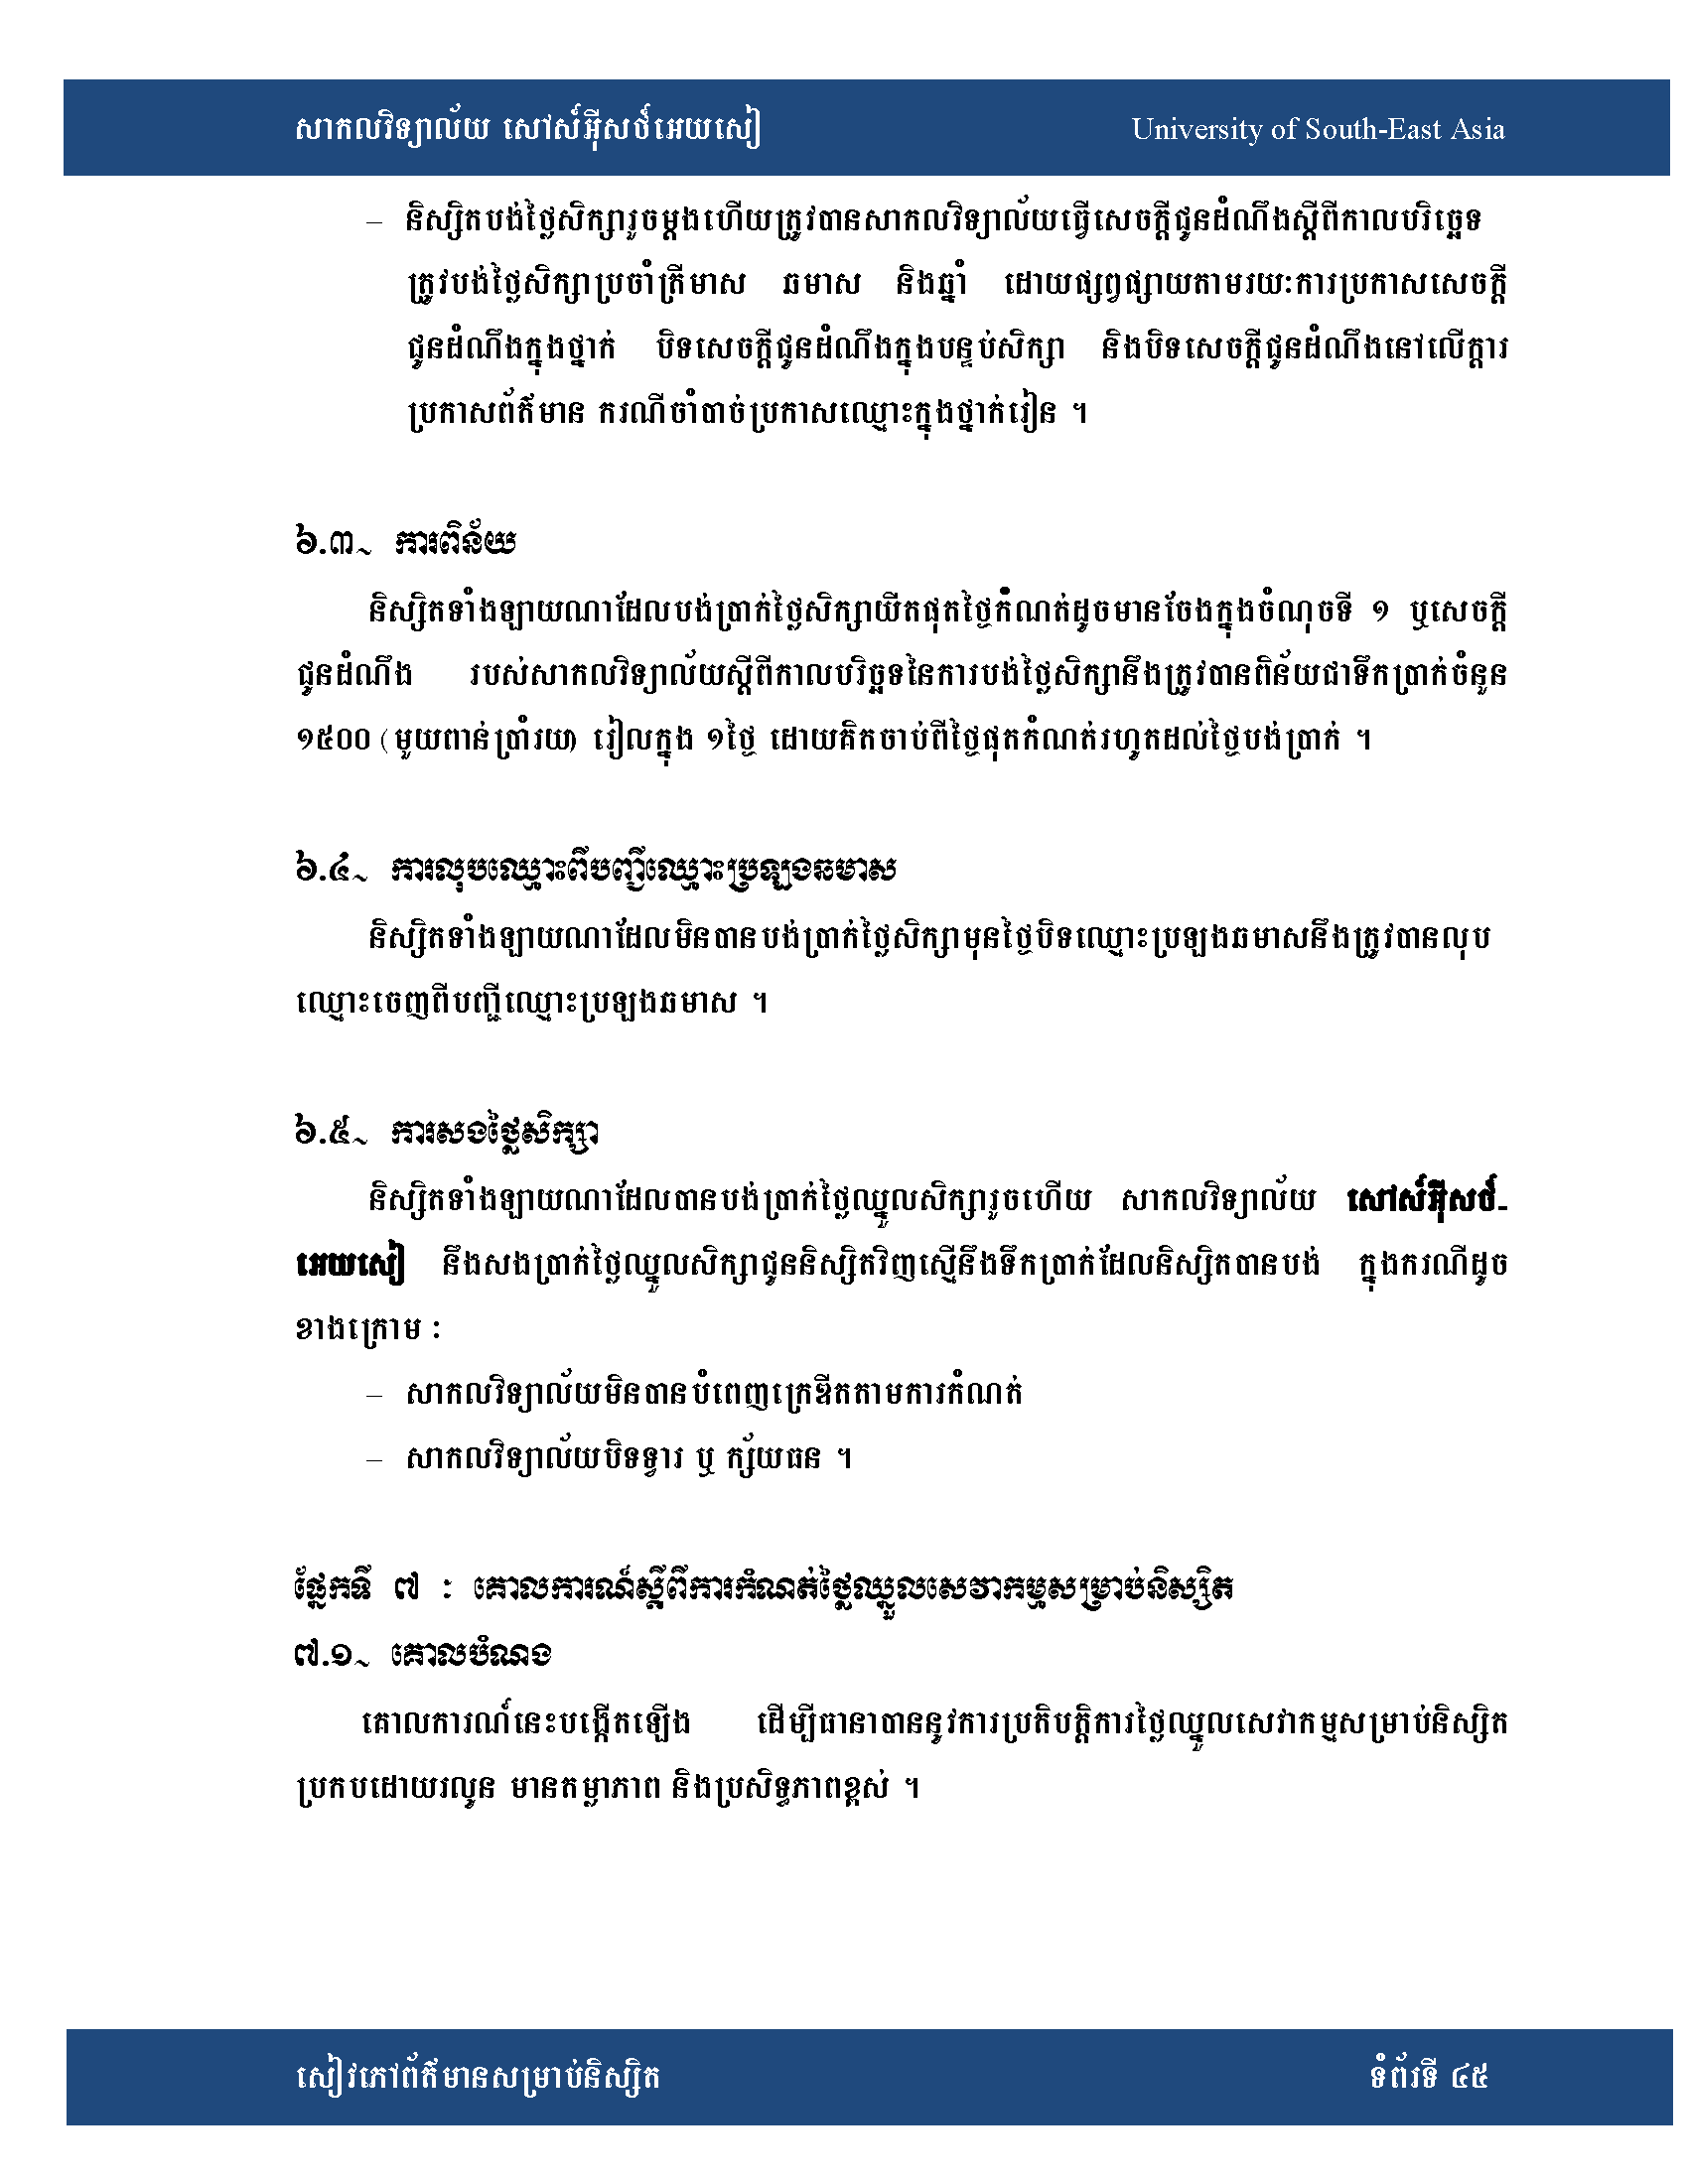 សាកលវិទ្យាល័យ សៅស៍អ៊ីសថ៍អេយសៀ University of South-East Asia
– និស្សិតបង់ថ្លៃសិក្សារួចម្ដងហើយត្រូវបានសាកលវិទ្យាល័យធ្វើសេចក្ដីជូនដំណឹងស្ដីពីកាលបរិច្ឆេទ
ត្រូវបង់ថ្លៃសិក្សាប្រចាំត្រីមាស ឆមាស និងឆ្នាំ ដោយផ្សព្វផ្សាយតាមរយៈការប្រកាសសេចក្ដី
ជូនដំណឹងក្នុងថ្នាក់ បិទសេចក្ដីជូនដំណឹងក្នុងបន្ទប់សិក្សា និងបិទសេចក្ដីជូនដំណឹងនៅលើក្ដារ
ប្រកាសព័ត៌មាន ករណីចាំបាច់ប្រកាសឈ្មោះក្នុងថ្នាក់រៀន ។
៦.៣~ ការពិន័យ
និស្សិតទាំងឡាយណាដែលបង់ប្រាក់ថ្លៃសិក្សាយឺតផុតថ្ងៃកំណត់ដូចមានចែងក្នុងចំណុចទី ១ ឬសេចក្ដី
ជូនដំណឹង របស់សាកលវិទ្យាល័យស្ដីពីកាលបរិច្ឆទនៃការបង់ថ្លៃសិក្សានឹងត្រូវបានពិន័យជាទឹកប្រាក់ចំនួន
១៥០០ (មួយពាន់ប្រាំរយ) រៀលក្នុង ១ថ្ងៃ ដោយគិតចាប់ពីថ្ងៃផុតកំណត់រហូតដល់ថ្ងៃបង់ប្រាក់ ។
៦.៤~ ការលុបឈ្មោះពីបញ្ជីឈ្មោះប្រឡងឆមាស
និស្សិតទាំងឡាយណាដែលមិនបានបង់ប្រាក់ថ្លៃសិក្សាមុនថ្ងៃបិទឈ្មោះប្រឡងឆមាសនឹងត្រូវបានលុប
ឈ្មោះចេញពីបញ្ជីឈ្មោះប្រឡងឆមាស ។
៦.៥~ ការសងថ្លៃសិក្សា
និស្សិតទាំងឡាយណាដែលបានបង់ប្រាក់ថ្លៃឈ្នួលសិក្សារួចហើយ សាកលវិទ្យាល័យ សៅស៍អ៊ីសថ៍-
អេយសៀ នឹងសងប្រាក់ថ្លៃឈ្នួលសិក្សាជូននិស្សិតវិញស្មើនឹងទឹកប្រាក់ដែលនិស្សិតបានបង់ ក្នុងករណីដូច
ខាងក្រោម ៖
– សាកលវិទ្យាល័យមិនបានបំពេញក្រេឌីតតាមការកំណត់
– សាកលវិទ្យាល័យបិទទ្វារ ឬ ក្ស័យធន ។
ផ្នែកទី ៧ ៖ គោលការណ៍ស្ដីពីការកំណត់ថ្លៃឈ្នួលសេវាកម្មសម្រាប់និស្សិត
៧.១~ គោលបំណង
គោលការណ៍នេះបង្កើតឡើង ដើម្បីធានាបាននូវការប្រតិបត្តិការថ្លៃឈ្នួលសេវាកម្មសម្រាប់និស្សិត
ប្រកបដោយរលូន មានតម្លាភាព និងប្រសិទ្ធភាពខ្ពស់ ។
សៀវភៅព័ត៌មានសម្រាប់និស្សិត ទំព័រទី ៤៥